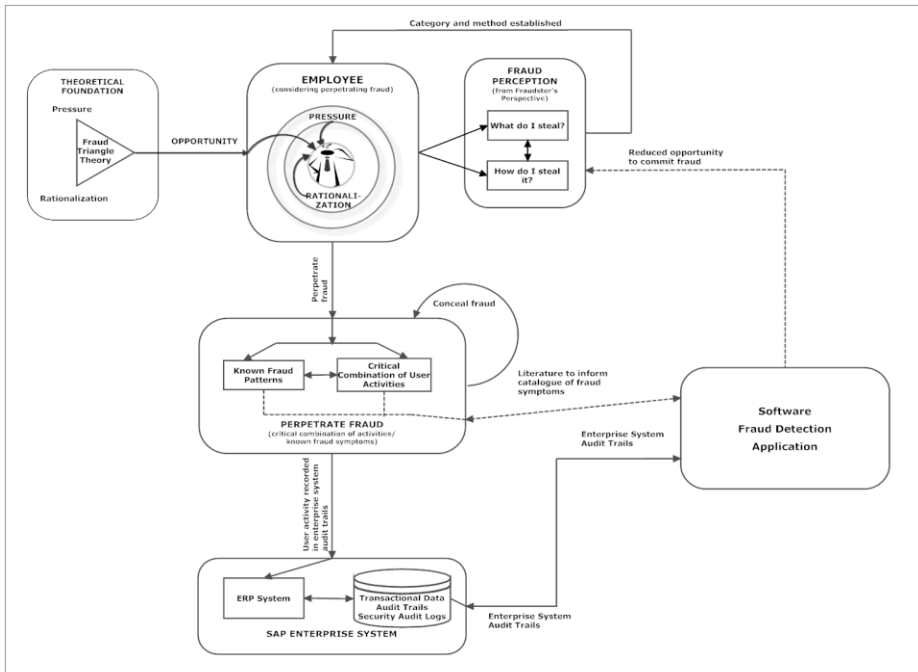 Category and method established
THEORETICAL
FOUNDATION
Pressure
Fraud
Triangle
Theory
Rationalization
OPPORTUNITY
EMPLOYEE
(considering perpetrating fraud)
PRESSURE
RATIONALI-
ZATION
FRAUD
PERCEPTION
(from Fraudster's
Perspective)
What do I steal?
How do I steal
it?
Reduced opportunity
to commit fraud
Perpetrate
fraud
Conceal fraud
Known Fraud
Patterns
Critical
Combination of User
Activities
PERPETRATE FRAUD
(critical combination of activities/
known fraud symptoms)
Literature to inform
catalogue of fraud
symptoms
Software
Fraud Detection
Application
Enterprise System
Audit Trails
User activity recorded
in enterprise system
audit trails
ERP System
Transactional Data
Audit Trails
Security Audit Logs
SAP ENTERPRISE SYSTEM
Enterprise System
Audit Trails